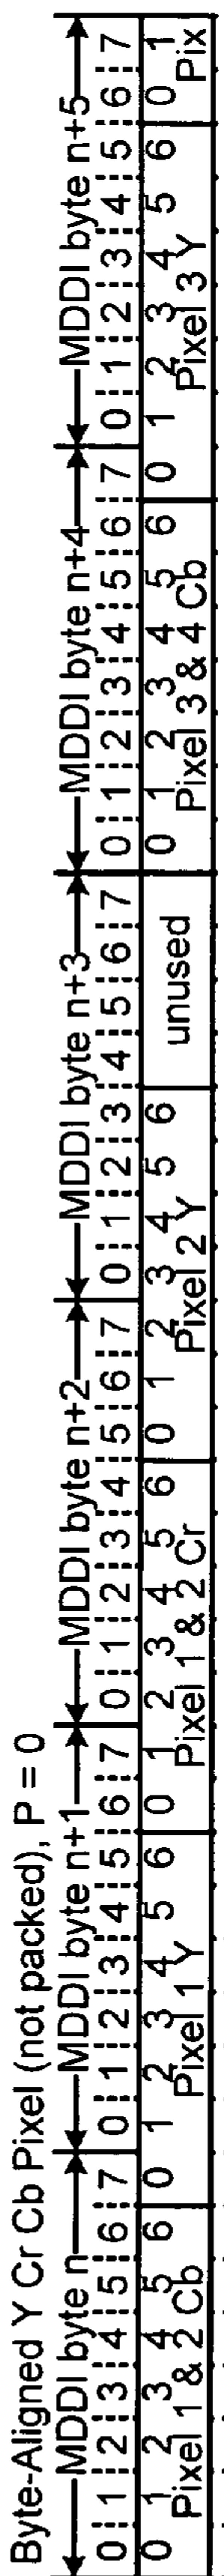 Byte-Aligned Y Cr Cb Pixel (not packed), P = 0
MDDI byte n MDDI byte n+1 MDDI byte n+2 MDDI byte n+3 MDDI byte n+4 MDDI byte n+5
0 1 2 3 4 5 6 7 0 1 2 3 4 5 6 7 0 1 2 3 4 5 6 7 0 1 2 3 4 5 6 7 0 1 2 3 4 5 6 7 0 1 2 3 4 5 6 7
0 1 2 3 4 5 6 0 1 2 3 4 5 6 0 1 2 3 4 5 6 0 1 2 3 4 5 6 unused 0 1 2 3 4 5 6 0 1 2 3 4 5 6 0 1
Pixel 1 & 2 Cb Pixel 1 Y Pixel 1 & 2 Cr Pixel 2 Y Pixel 3 & 4 Cb Pixel 3 Y Pix